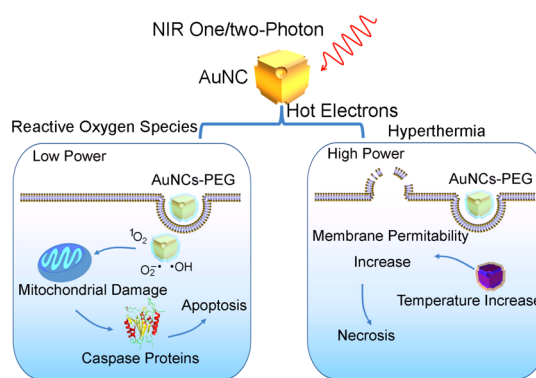 NIR One/two-Photon
AuNC
Hot Electrons
Reactive Oxygen Species
Hyperthermia
Low Power
AuNCs-PEG
¹O₂
O₂⁻· ·OH
Mitochondrial Damage
Apoptosis
Caspase Proteins
High Power
AuNCs-PEG
Membrane Permitability
Increase
Temperature Increase
Necrosis